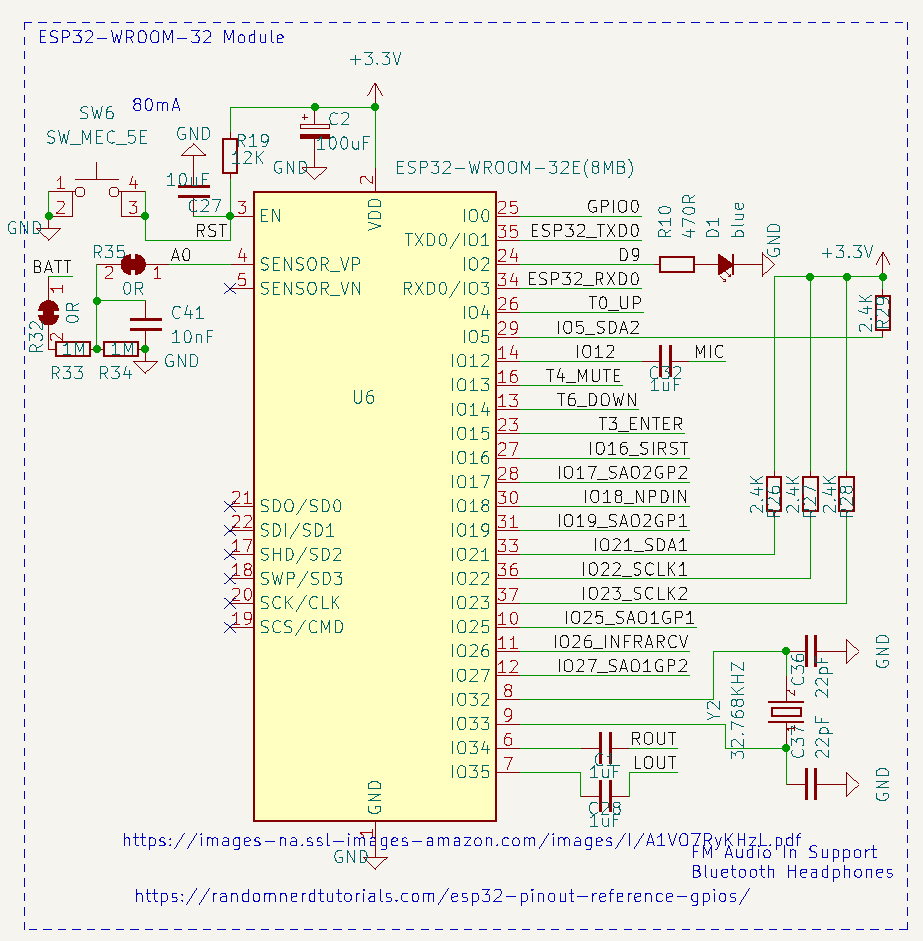 ESP32-WROOM-32 Module
+3.3V
80mA
SW6
SW_MEC_5E
GND
R19
12K
C2
100uF
GND
10uF
C27
ESP32-WROOM-32E(8MB)
2
VDD
1
4
2
3
GND
RST
3
EN
R35
A0
2
1
0R
4
SENSOR_VP
5
SENSOR_VN
BATT
1
0R
R32
2
C41
10nF
1M
1M
GND
R33
R34
U6
21
SDO/SD0
22
SDI/SD1
17
SHD/SD2
18
SWP/SD3
20
SCK/CLK
19
SCS/CMD
IO0
25
GPIO0
TXD0/IO1
35
ESP32_TXD0
IO2
24
D9
RXD0/IO3
34
ESP32_RXD0
IO4
26
T0_UP
IO5
29
IO5_SDA2
IO12
14
IO12
MIC
C32
1uF
IO13
16
T4_MUTE
IO14
13
T6_DOWN
IO15
23
T3_ENTER
IO16
27
IO16_SIRST
IO17
28
IO17_SAO2GP2
IO18
30
IO18_NPDIN
IO19
31
IO19_SAO2GP1
IO21
33
IO21_SDA1
IO22
36
IO22_SCLK1
IO23
37
IO23_SCLK2
IO25
10
IO25_SAO1GP1
IO26
11
IO26_INFRARCV
IO27
12
IO27_SAO1GP2
IO32
8
IO33
9
IO34
6
ROUT
IO35
7
LOUT
C1
1uF
C28
1uF
R10
470R
D1
blue
GND
+3.3V
2.4K
R29
2.4K
R26
2.4K
R27
2.4K
R28
Y2
32.768KHZ
C36
22pF
GND
2
1
C37
22pF
GND
GND
1
GND
https://images-na.ssl-images-amazon.com/images/I/A1VO7RyKHzL.pdf
FM Audio In Support
Bluetooth Headphones
https://randomnerdtutorials.com/esp32-pinout-reference-gpios/